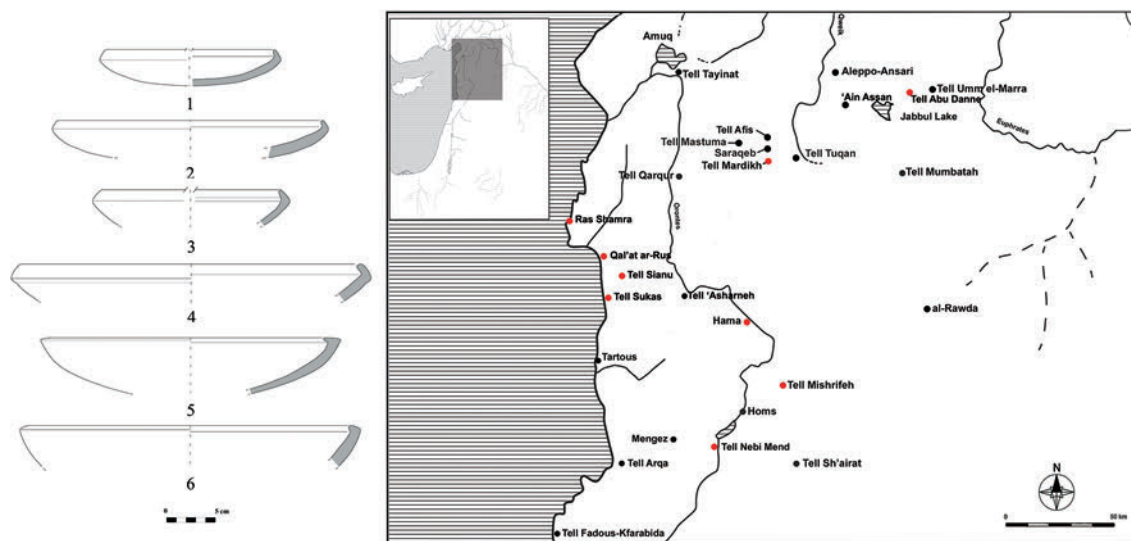 1
2
3
4
5
6
5 cm
Amuq
Tell Tayinat
Qweik
Aleppo-Ansari
'Ain Assan
Tell Umm el-Marra
Tell Abu Danne
Jabbul Lake
Euphrates
Tell Afis
Tell Mastuma
Saraqeb
Tell Mardikh
Tell Tuqan
Tell Mumbatah
Tell Qarqur
Orontes
Ras Shamra
Qal'at ar-Rus
Tell Sianu
Tell Sukas
Tell 'Asharneh
al-Rawda
Hama
Tartous
Tell Mishrifeh
Homs
Mengez
Tell Nebi Mend
Tell Arqa
Tell Sh'airat
N
0 50 km
Tell Fadous-Kfarabida